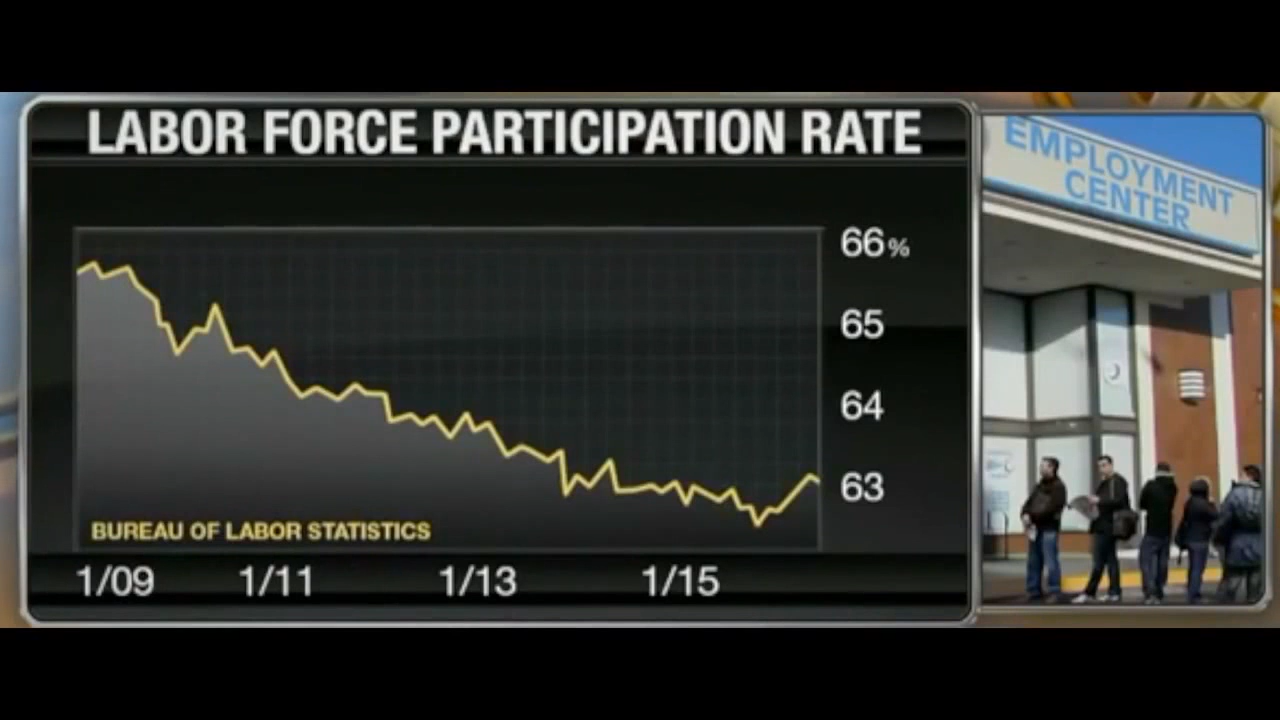 LABOR FORCE PARTICIPATION RATE
66%
65
64
63
BUREAU OF LABOR STATISTICS
1/09 1/11 1/13 1/15
EMPLOYMENT
CENTER